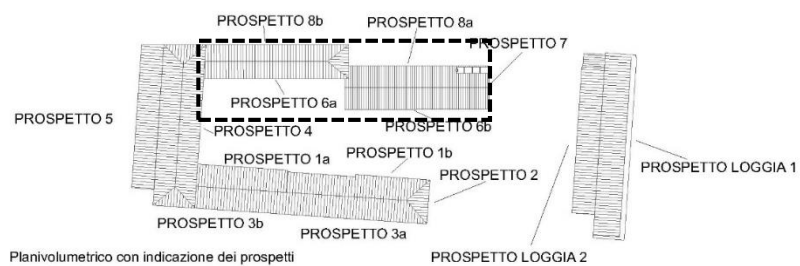 PROSPETTO 8b
PROSPETTO 8a
PROSPETTO 7
PROSPETTO 6a
PROSPETTO 5
PROSPETTO 4
PROSPETTO 6b
PROSPETTO 1a
PROSPETTO 1b
PROSPETTO 2
PROSPETTO LOGGIA 1
PROSPETTO 3b
PROSPETTO 3a
Planivolumetrico con indicazione dei prospetti
PROSPETTO LOGGIA 2